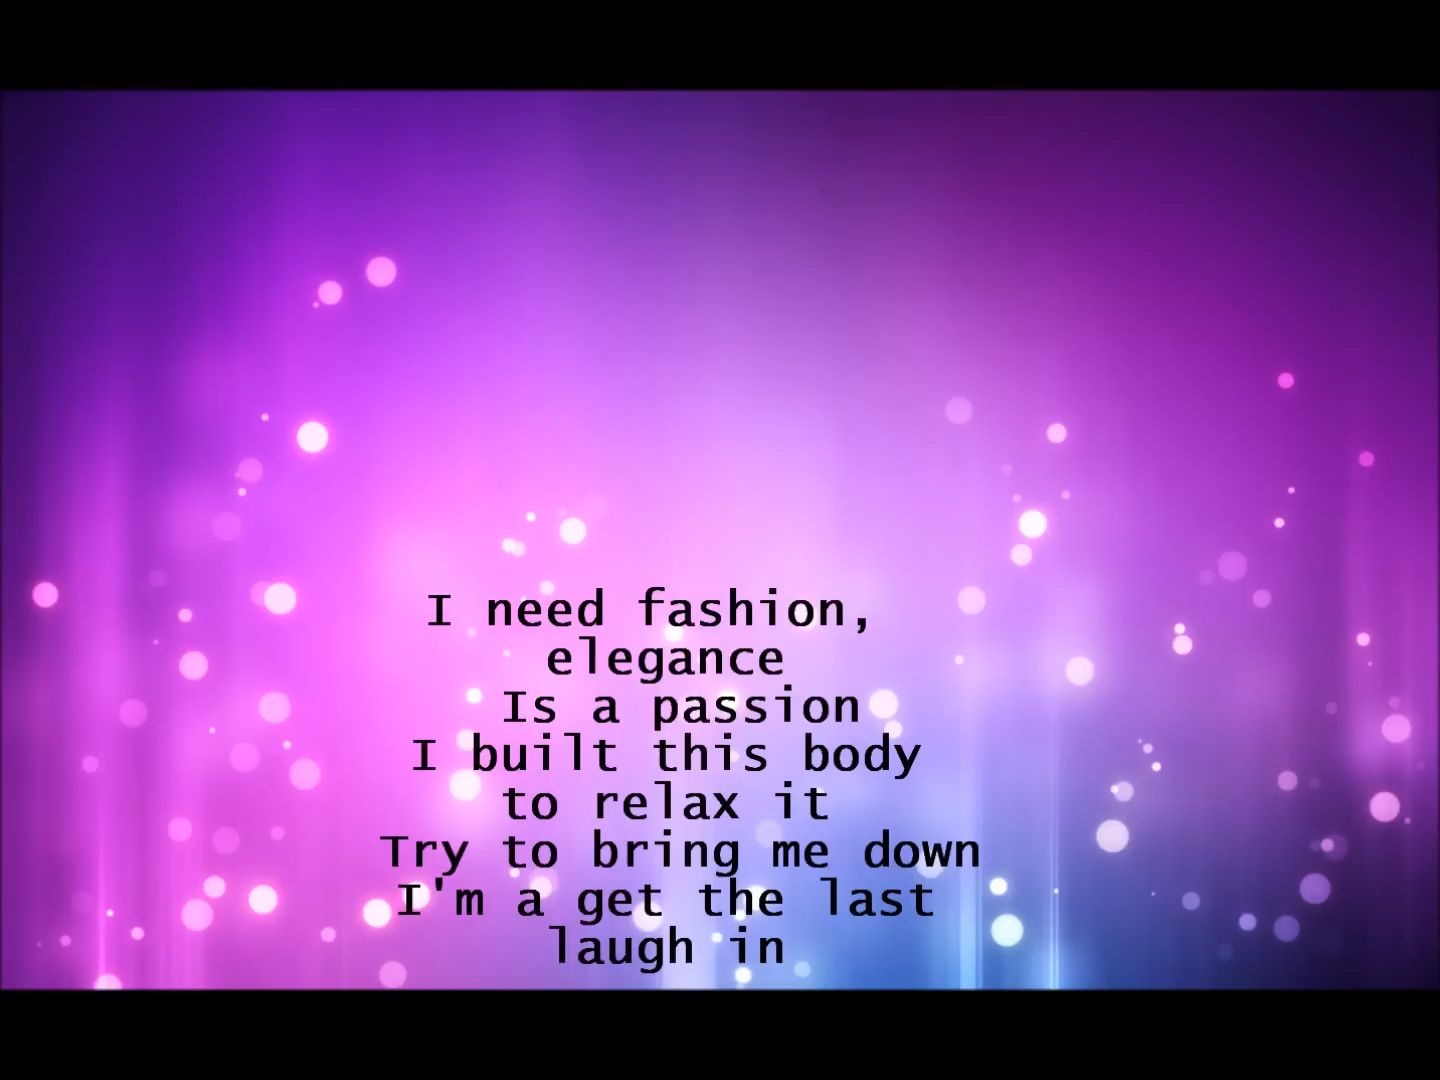 I need fashion,
elegance
Is a passion
I built this body
to relax it
Try to bring me down
I'm a get the last
laugh in